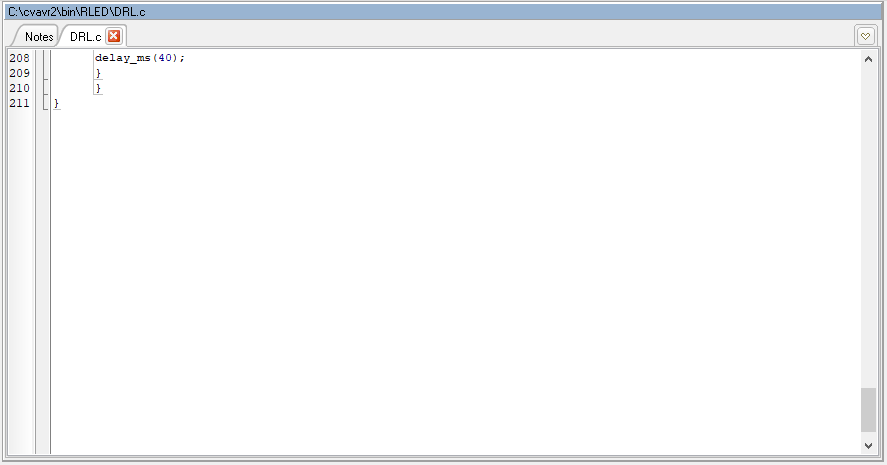 C:\cvavr2\bin\RLED\DRL.c
Notes DRL.c
208 delay_ms(40);
209 }
210 }
211 }